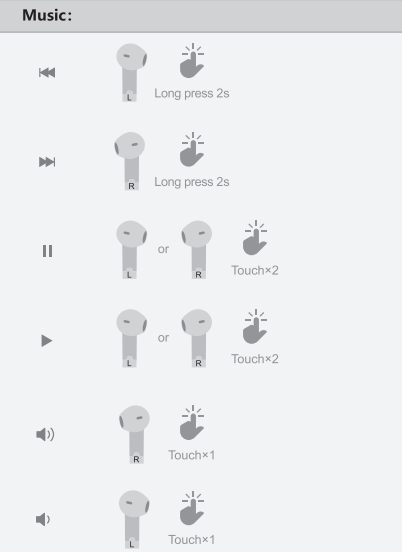 Music:
L
Long press 2s
R
Long press 2s
L or R
Touch×2
L or R
Touch×2
R
Touch×1
L
Touch×1